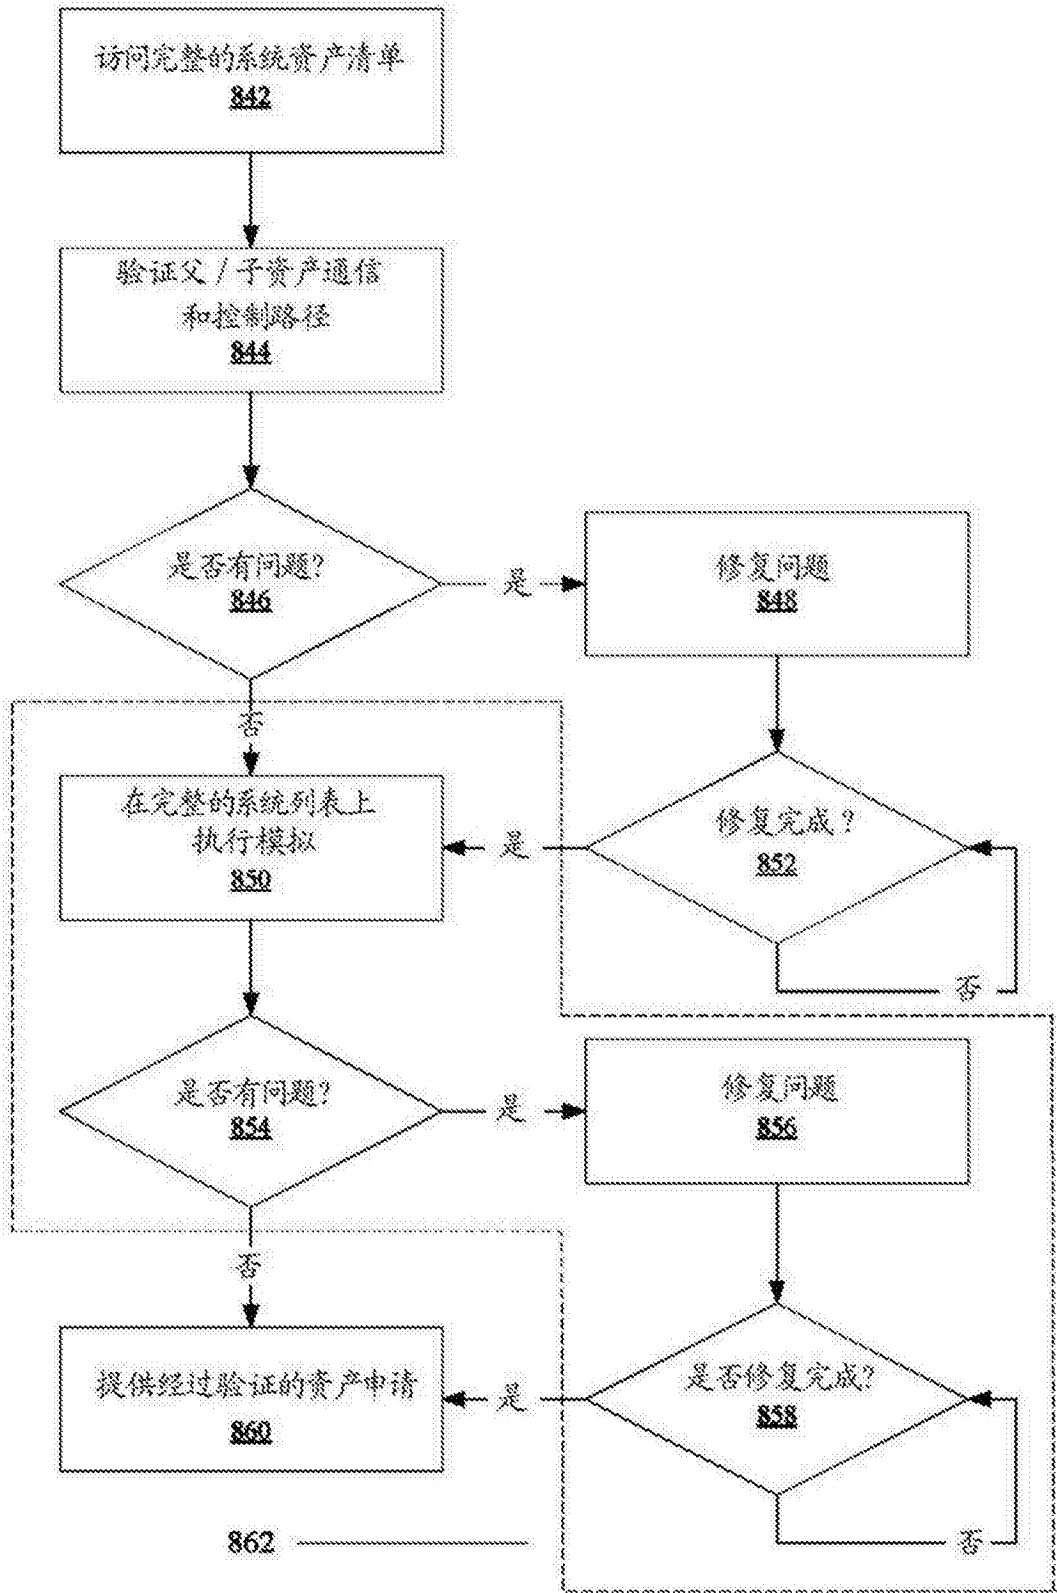 访问完整的系统资产清单
842
验证父/子资产通信
和控制路径
844
是否有问题?
846
是
修复问题
848
否
在完整的系统列表上
执行模拟
850
是
修复完成?
852
否
是否有问题?
854
是
修复问题
856
否
提供经过验证的资产申请
860
是
是否修复完成?
858
否
862